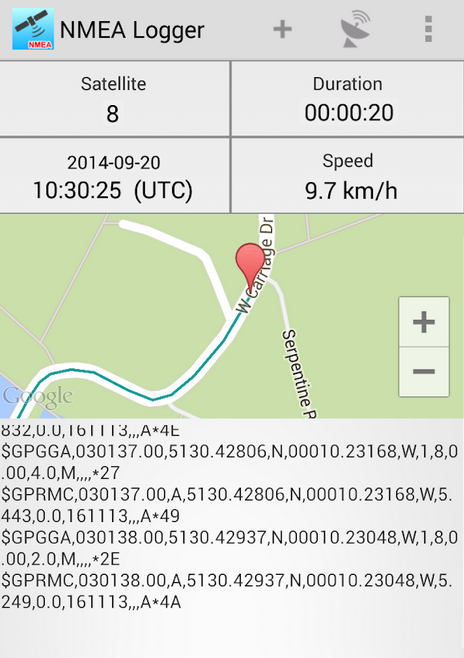 NMEA
NMEA Logger
Satellite
8
Duration
00:00:20
2014-09-20
10:30:25 (UTC)
Speed
9.7 km/h
W Carriage Dr
Serpentine R
Google
832,0.0,161113,,,A*4E
$GPGGA,030137.00,5130.42806,N,00010.23168,W,1,8,0
.00,4.0,M,,,,*27
$GPRMC,030137.00,A,5130.42806,N,00010.23168,W,5.
443,0.0,161113,,,A*49
$GPGGA,030138.00,5130.42937,N,00010.23048,W,1,8,0
.00,2.0,M,,,,*2E
$GPRMC,030138.00,A,5130.42937,N,00010.23048,W,5.
249,0.0,161113,,,A*4A